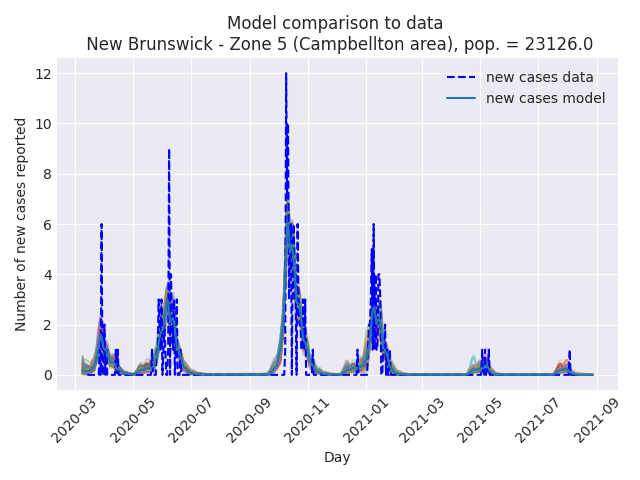 Model comparison to data
New Brunswick - Zone 5 (Campbellton area), pop. = 23126.0
new cases data
new cases model
Number of new cases reported
12
10
8
6
4
2
0
2020-03
2020-05
2020-07
2020-09
2020-11
2021-01
2021-03
2021-05
2021-07
2021-09
Day